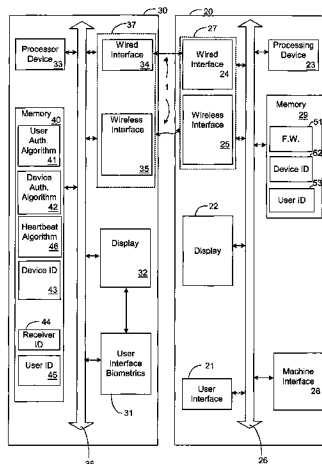 30
20
37
27
Processor
Device
33
Wired
Interface
34
Wired
Interface
24
Processing
Device
23
1
Memory
40
User
Auth.
Algorithm
41
Device
Auth.
Algorithm
42
Heartbeat
Algorithm
46
Device ID
43
44
Receiver
ID
User ID
45
Wireless
Interface
35
Wireless
Interface
25
Memory
29
51
F.W.
52
Device ID
53
User ID
22
Display
Display
32
User
Interface
Biometrics
31
21
User
Interface
Machine
Interface
28
36
26